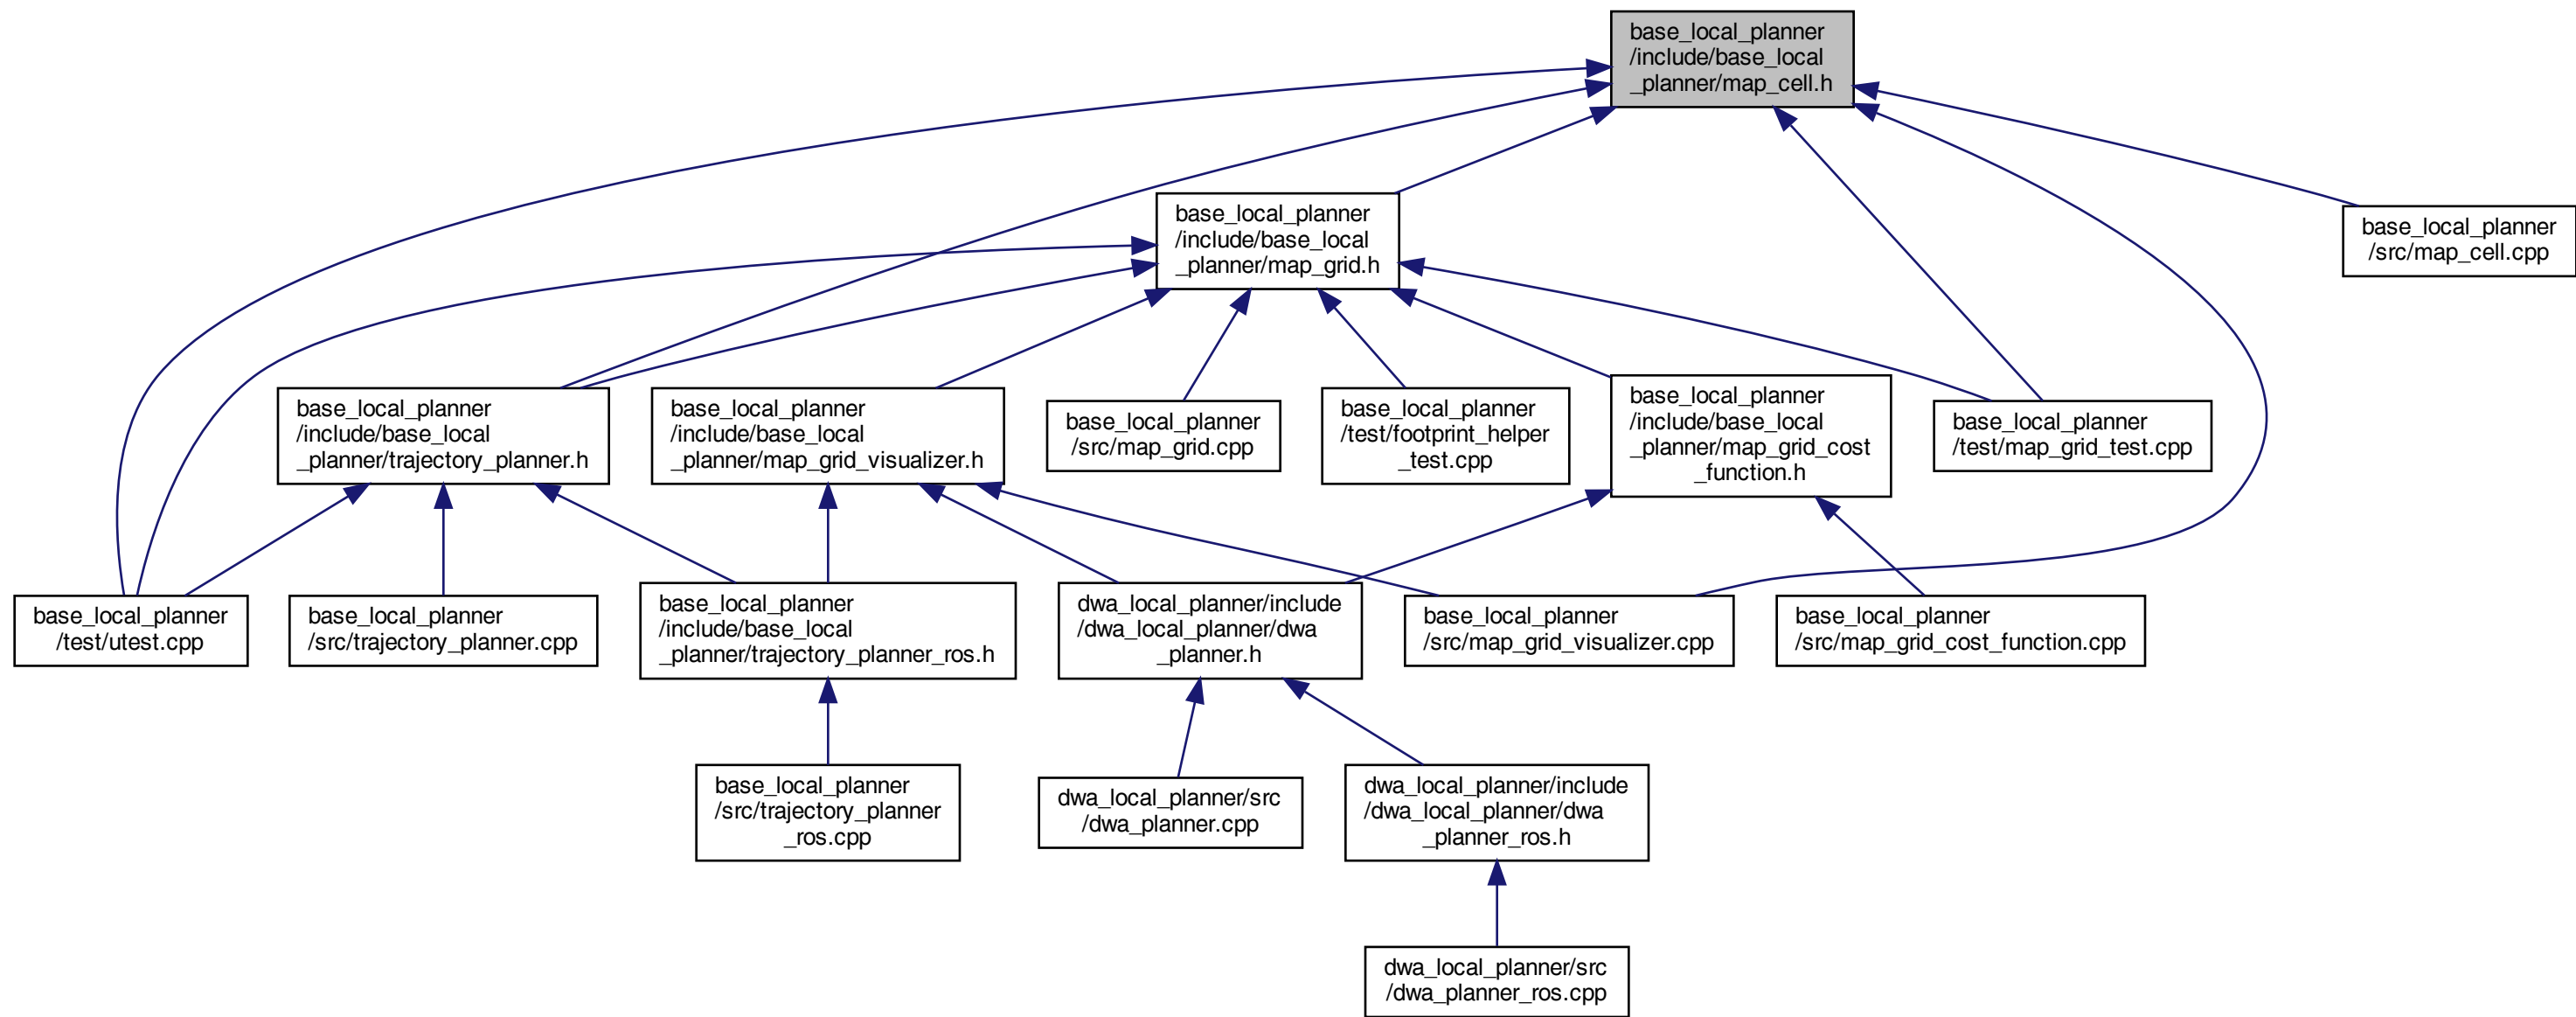 base_local_planner
/include/base_local
_planner/map_cell.h
base_local_planner
/include/base_local
_planner/map_grid.h
base_local_planner
/src/map_cell.cpp
base_local_planner
/include/base_local
_planner/trajectory_planner.h
base_local_planner
/include/base_local
_planner/map_grid_visualizer.h
base_local_planner
/src/map_grid.cpp
base_local_planner
/test/footprint_helper
_test.cpp
base_local_planner
/include/base_local
_planner/map_grid_cost
_function.h
base_local_planner
/test/map_grid_test.cpp
base_local_planner
/test/utest.cpp
base_local_planner
/src/trajectory_planner.cpp
base_local_planner
/include/base_local
_planner/trajectory_planner_ros.h
dwa_local_planner/include
/dwa_local_planner/dwa
_planner.h
base_local_planner
/src/map_grid_visualizer.cpp
base_local_planner
/src/map_grid_cost_function.cpp
base_local_planner
/src/trajectory_planner
_ros.cpp
dwa_local_planner/src
/dwa_planner.cpp
dwa_local_planner/include
/dwa_local_planner/dwa
_planner_ros.h
dwa_local_planner/src
/dwa_planner_ros.cpp